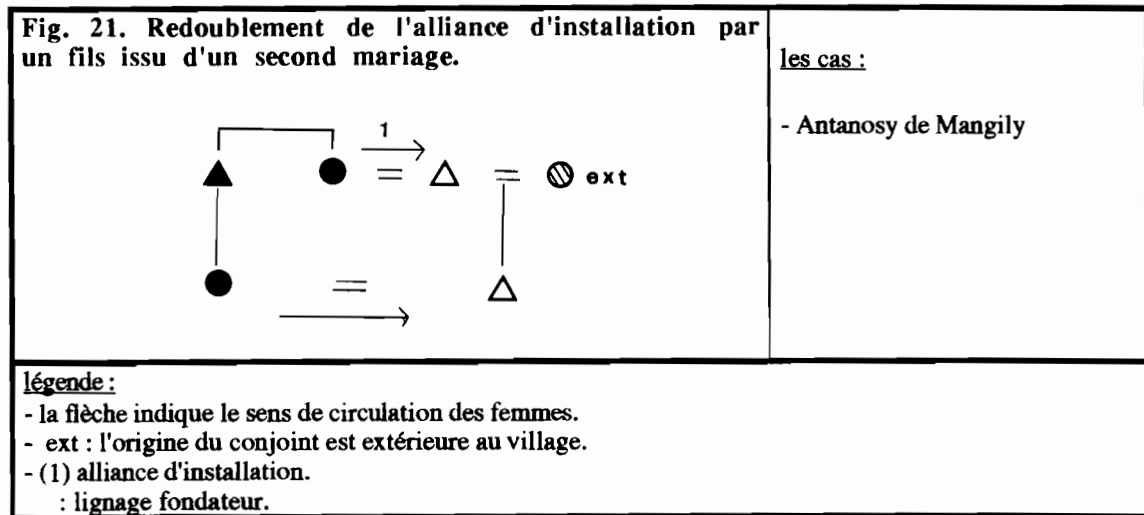 Fig. 21. Redoublement de l'alliance d'installation par
un fils issu d'un second mariage.
les cas :
- Antanosy de Mangily
1
ext
légende :
- la flèche indique le sens de circulation des femmes.
- ext : l'origine du conjoint est extérieure au village.
- (1) alliance d'installation.
: lignage fondateur.